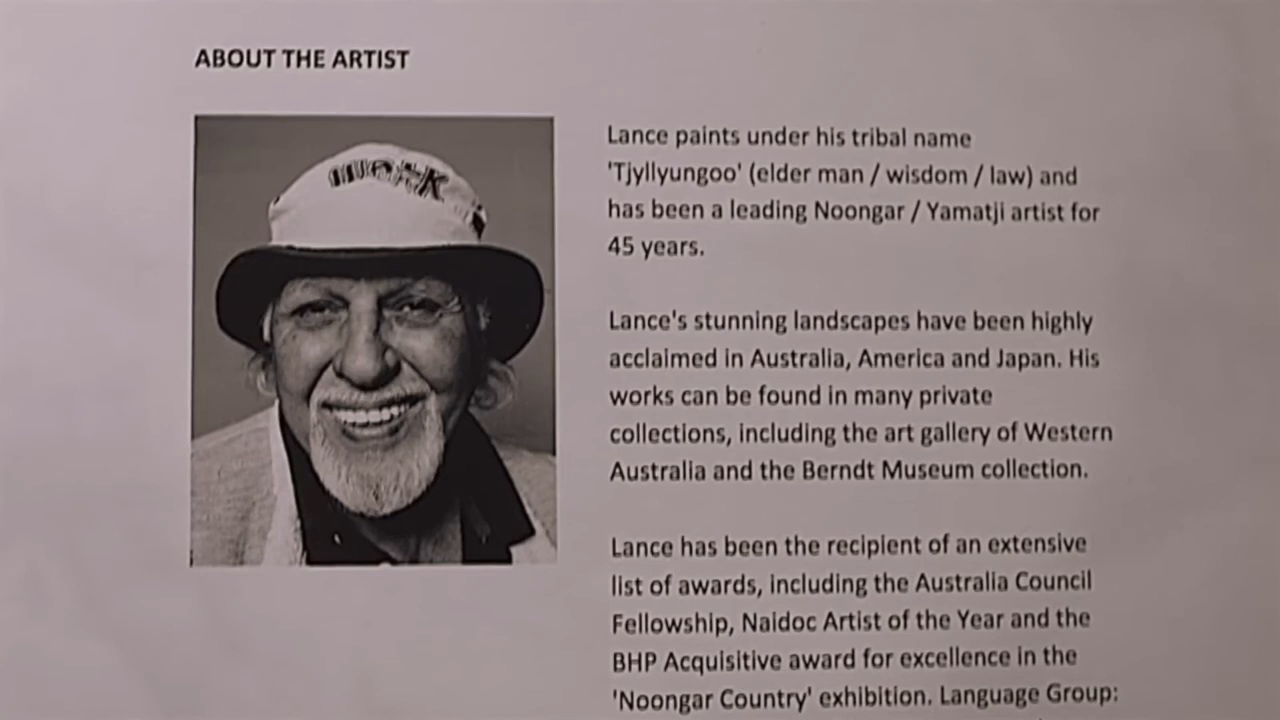 ABOUT THE ARTIST
Lance paints under his tribal name
'Tjyllyungoo' (elder man / wisdom / law) and
has been a leading Noongar / Yamatji artist for
45 years.
Lance's stunning landscapes have been highly
acclaimed in Australia, America and Japan. His
works can be found in many private
collections, including the art gallery of Western
Australia and the Berndt Museum collection.
Lance has been the recipient of an extensive
list of awards, including the Australia Council
Fellowship, Naidoc Artist of the Year and the
BHP Acquisitive award for excellence in the
'Noongar Country' exhibition. Language Group: